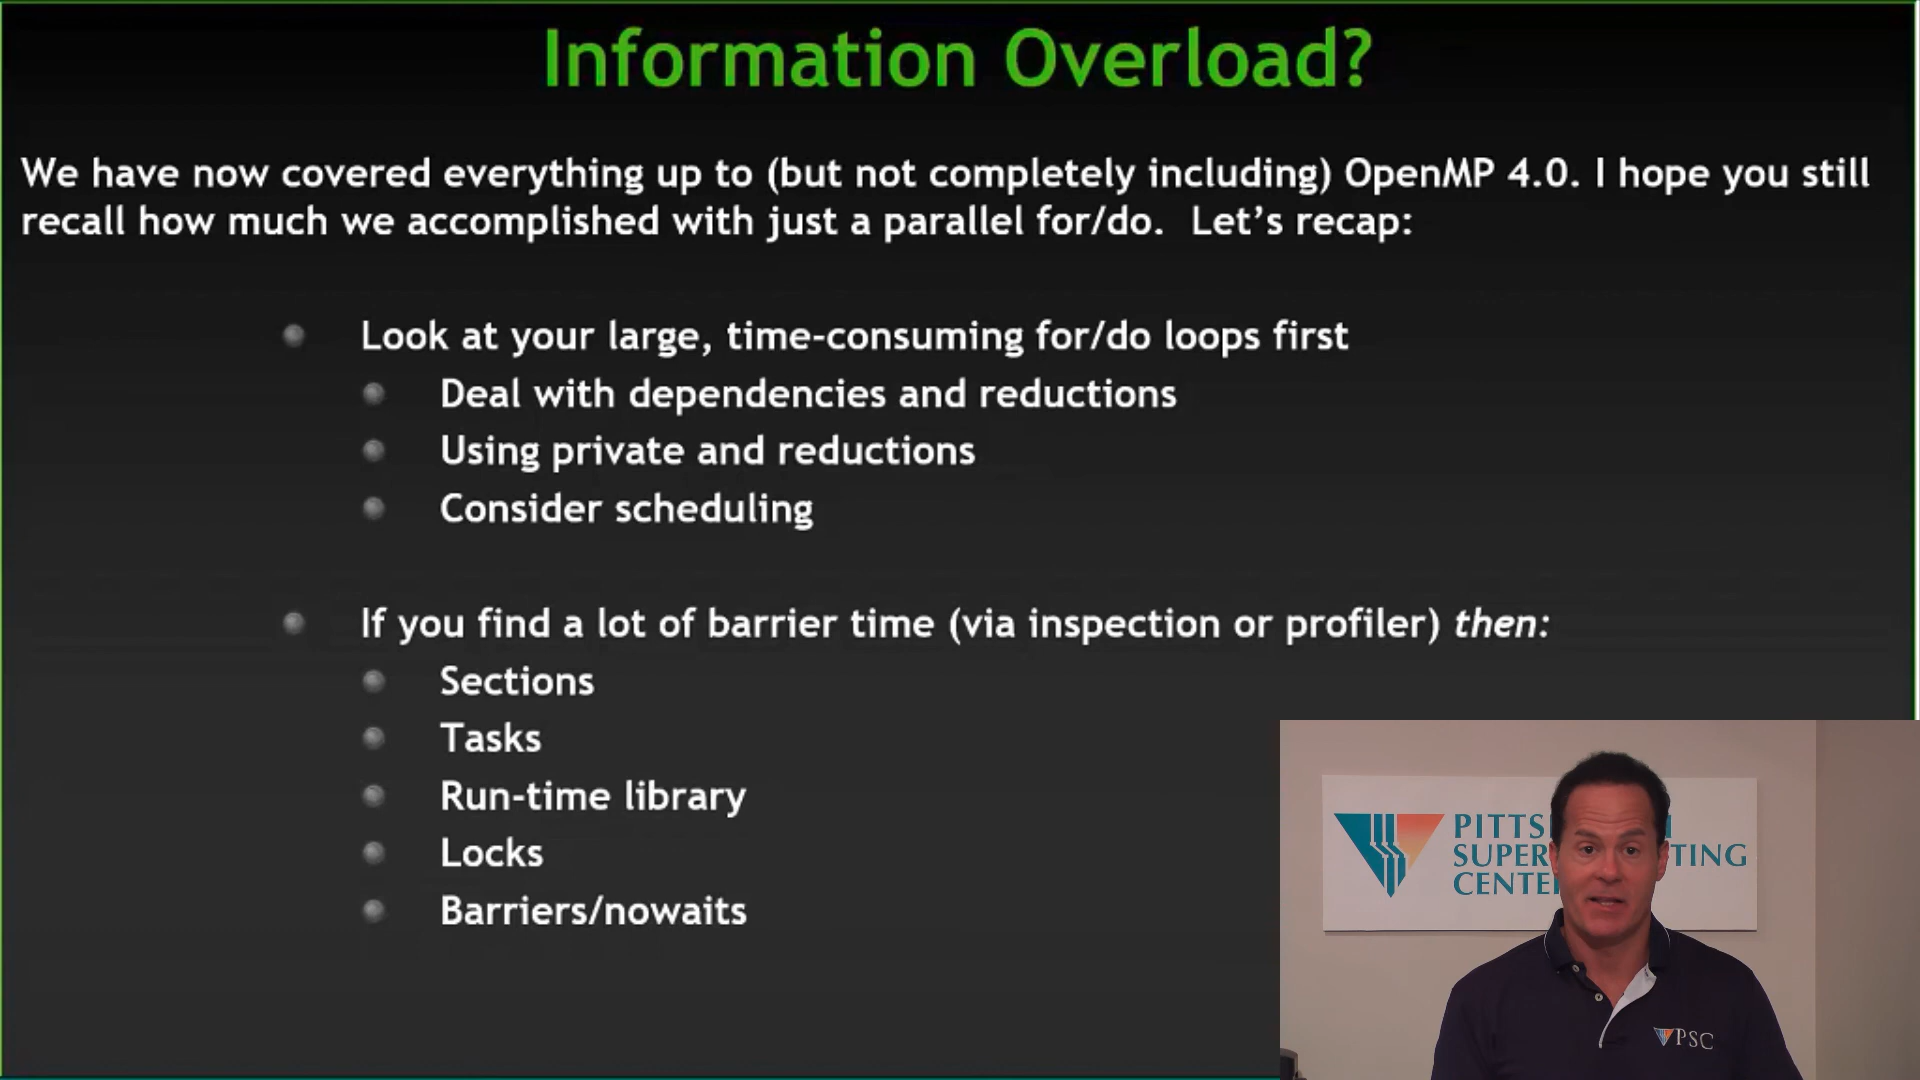 Information Overload?
We have now covered everything up to (but not completely including) OpenMP 4.0. I hope you still
recall how much we accomplished with just a parallel for/do. Let's recap:
Look at your large, time-consuming for/do loops first
Deal with dependencies and reductions
Using private and reductions
Consider scheduling
If you find a lot of barrier time (via inspection or profiler) then:
Sections
Tasks
Run-time library
Locks
Barriers/nowaits
PSC